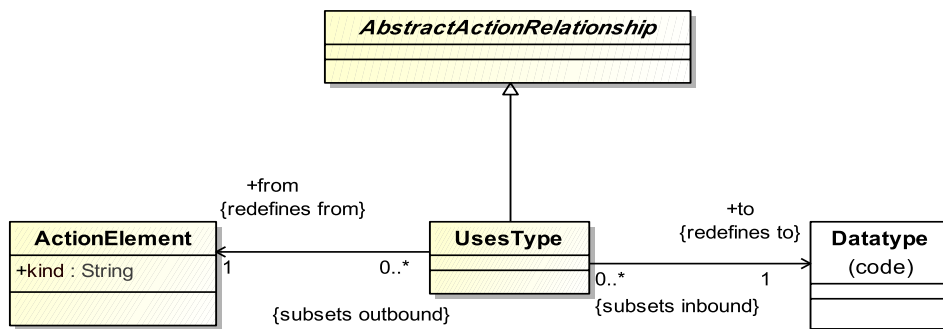 AbstractActionRelationship
+from
{redefines from}
+to
{redefines to}
ActionElement
+kind : String
UsesType
Datatype
(code)
1
0..*
0..*
1
{subsets outbound}
{subsets inbound}